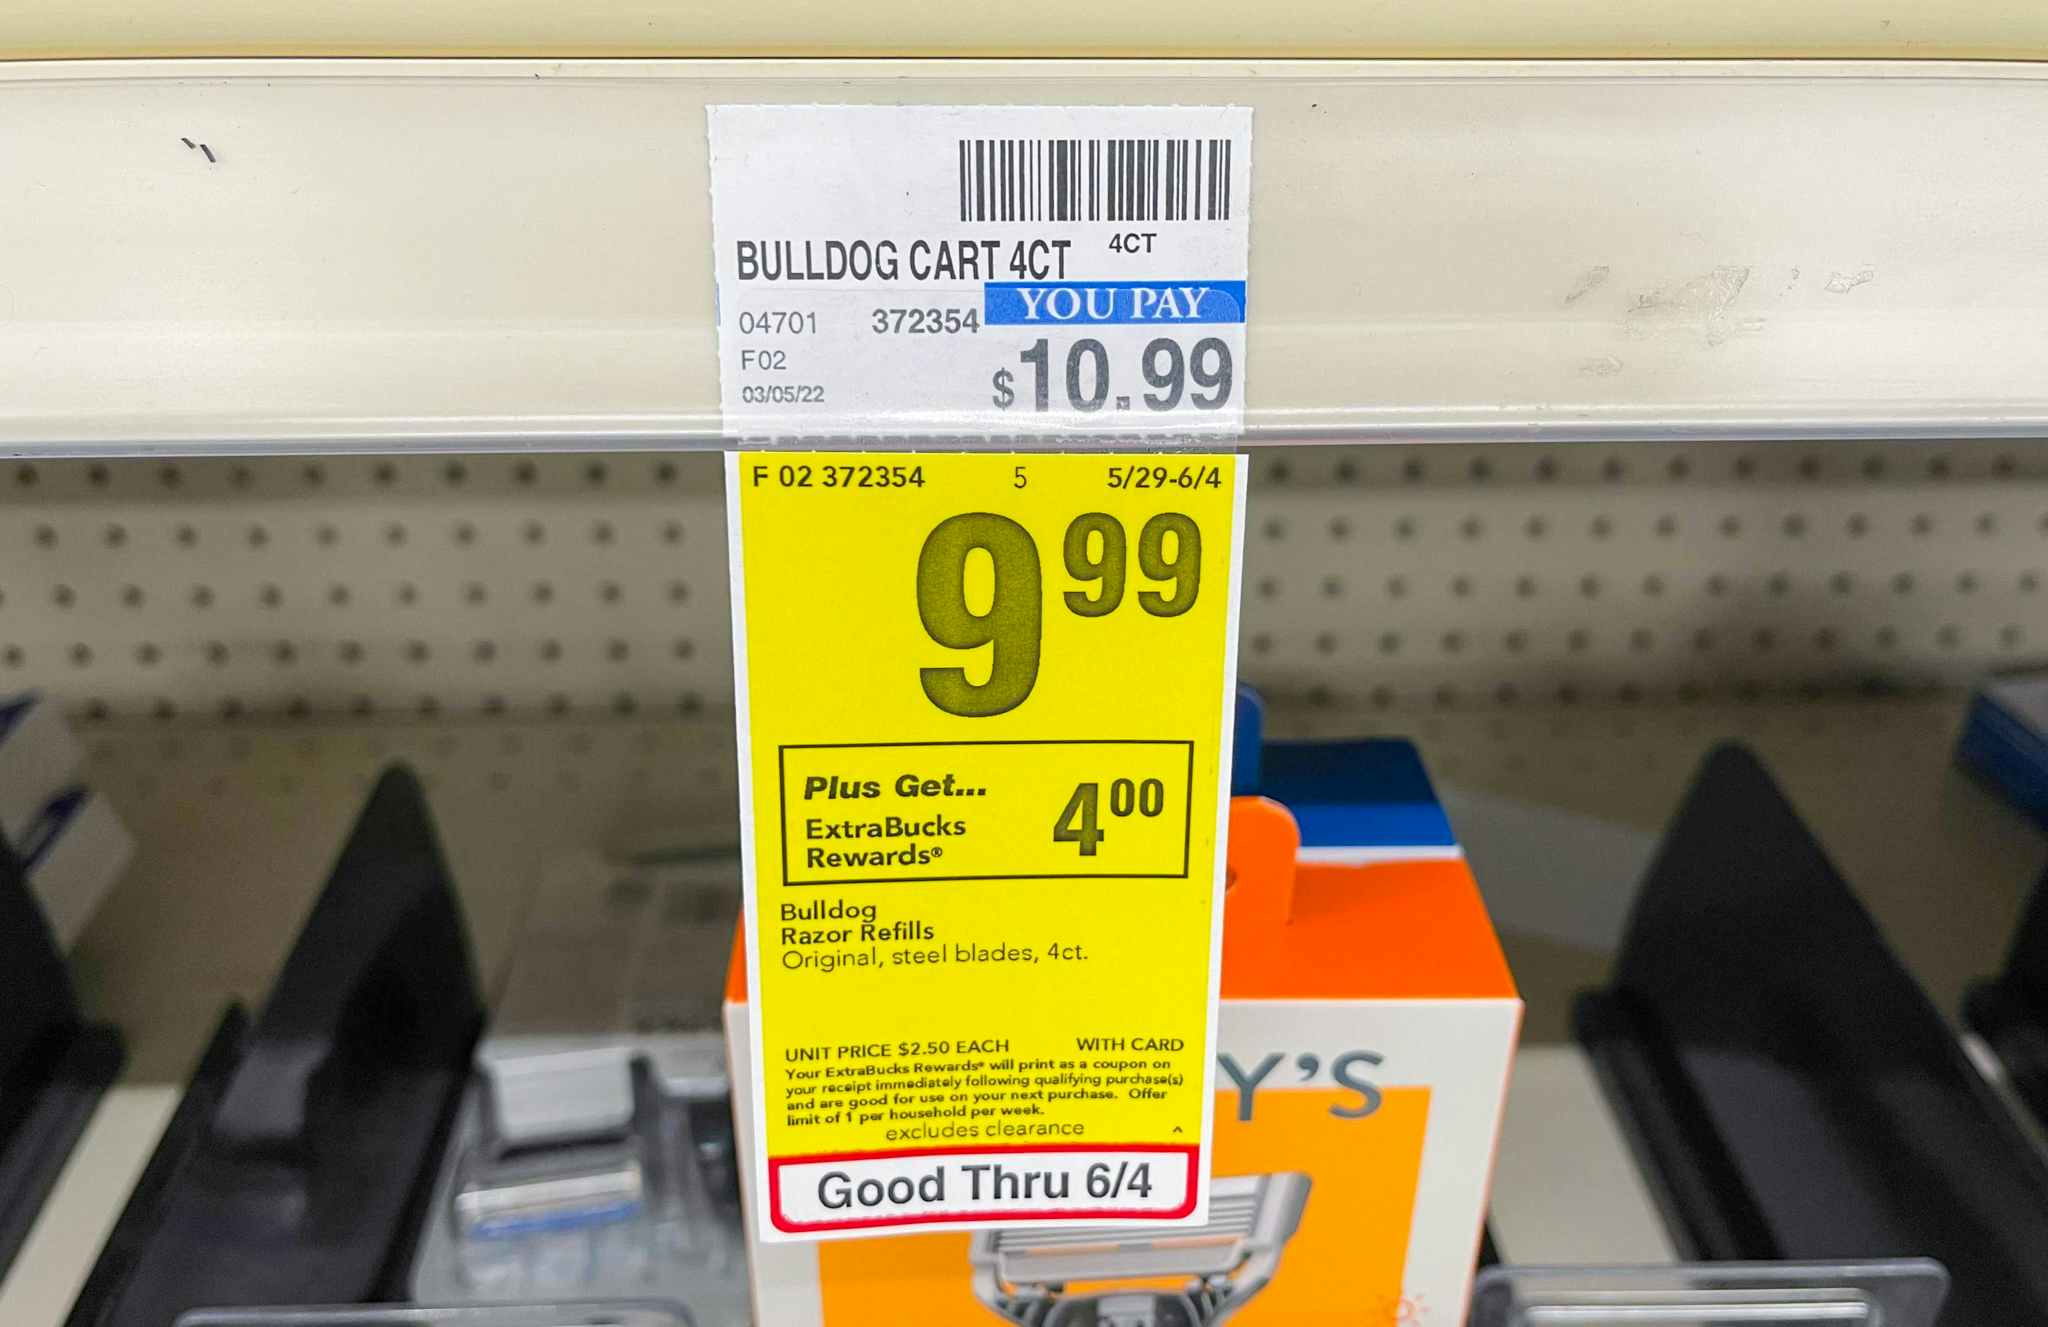 BULLDOG CART 4CT 4CT
04701 372354 YOU PAY
F02
03/05/22 $10.99
F 02 372354 5 5/29-6/4
9 99
Plus Get...
ExtraBucks
Rewards® 4 00
Bulldog
Razor Refills
Original, steel blades, 4ct.
UNIT PRICE $2.50 EACH WITH CARD
Your ExtraBucks Rewards® will print as a coupon on
your receipt immediately following qualifying purchase(s)
and are good for use on your next purchase. Offer
limit of 1 per household per week.
excludes clearance ^
Good Thru 6/4
Y'S